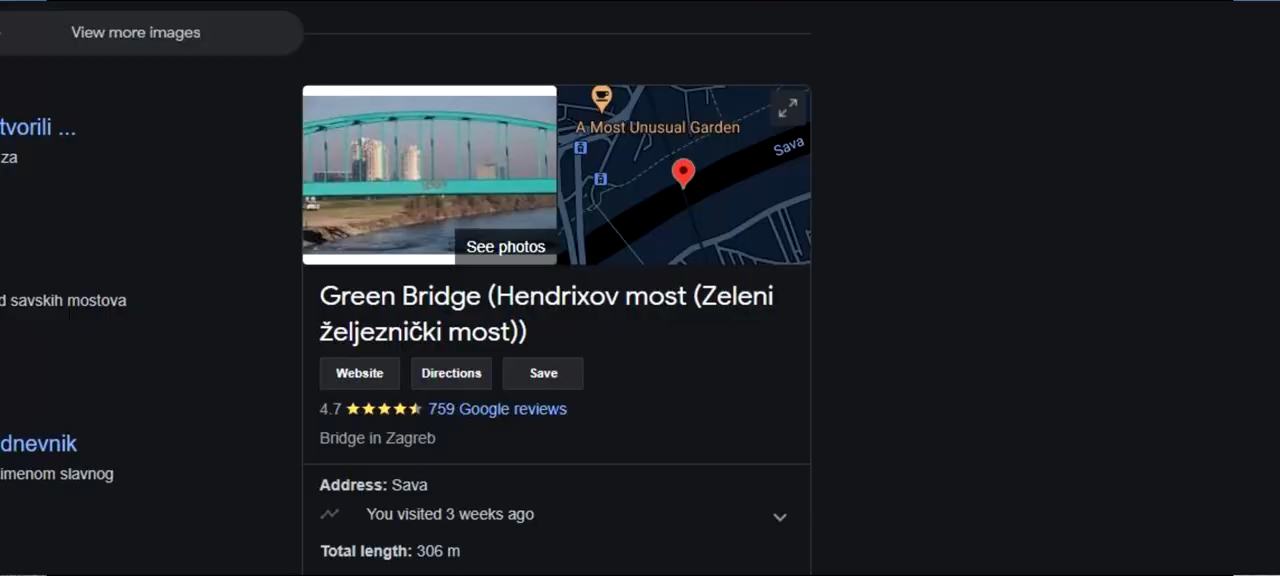 View more images
A Most Unusual Garden
Sava
tvorili ...
za
See photos
d savskih mostova
Green Bridge (Hendrixov most (Zeleni
željeznički most))
Website Directions Save
4.7 759 Google reviews
Bridge in Zagreb
dnevnik
imenom slavnog
Address: Sava
You visited 3 weeks ago
Total length: 306 m